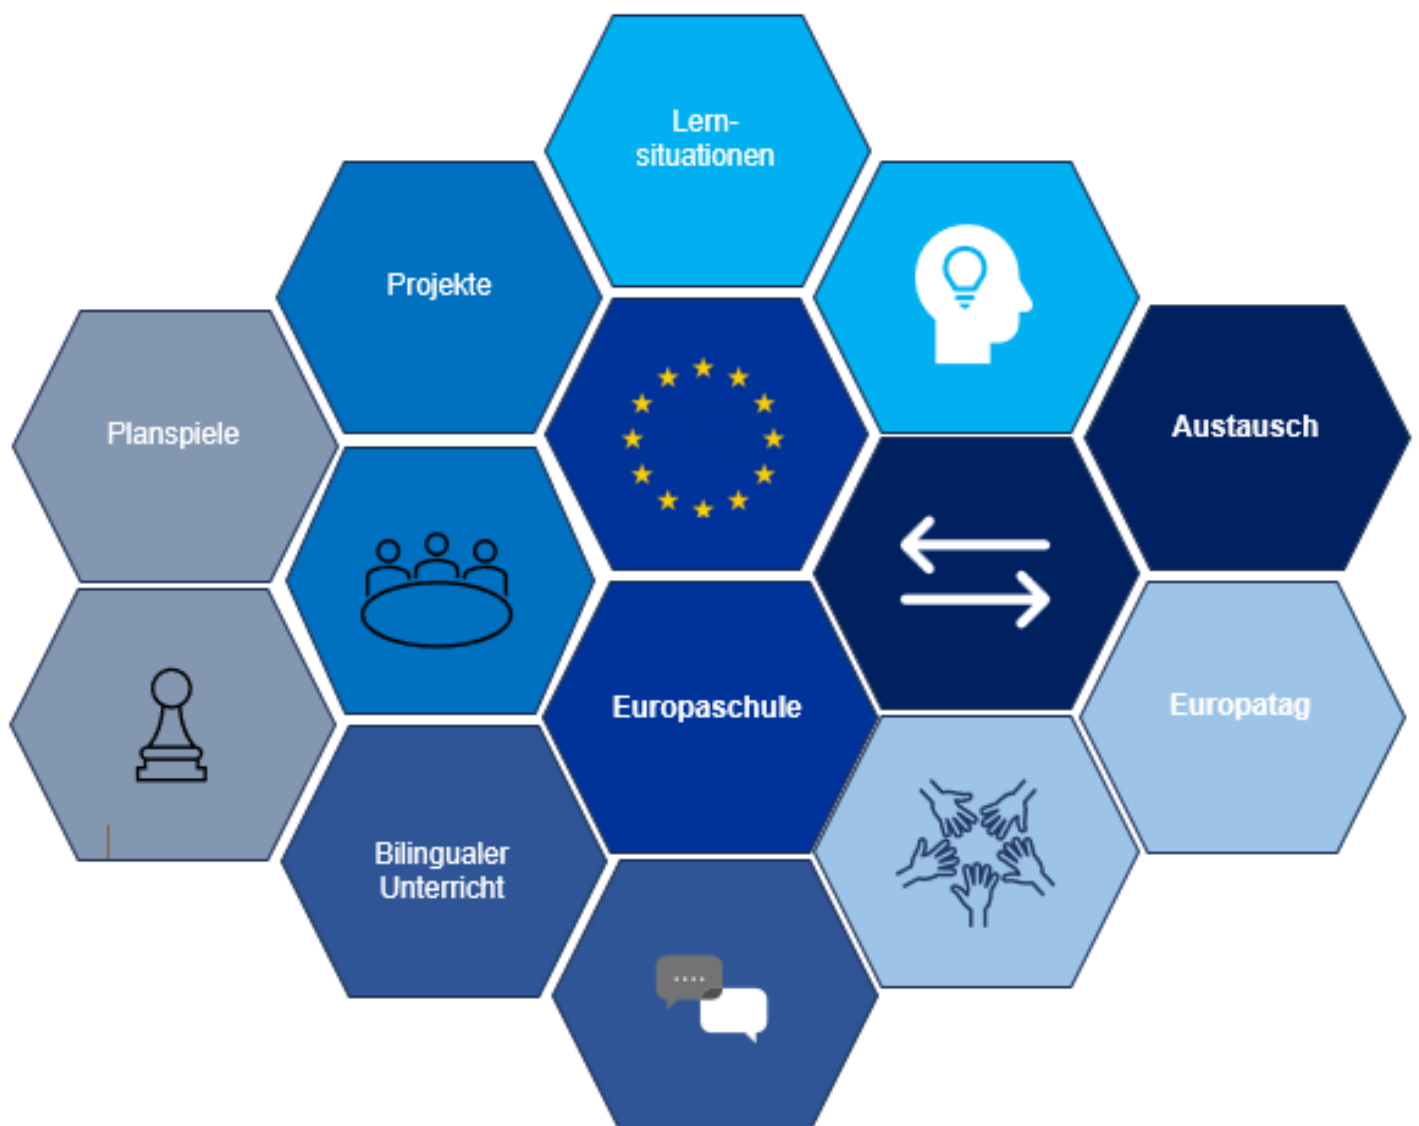 Lern-
situationen
Projekte
Planspiele
Austausch
Europaschule
Europatag
Bilingualer
Unterricht